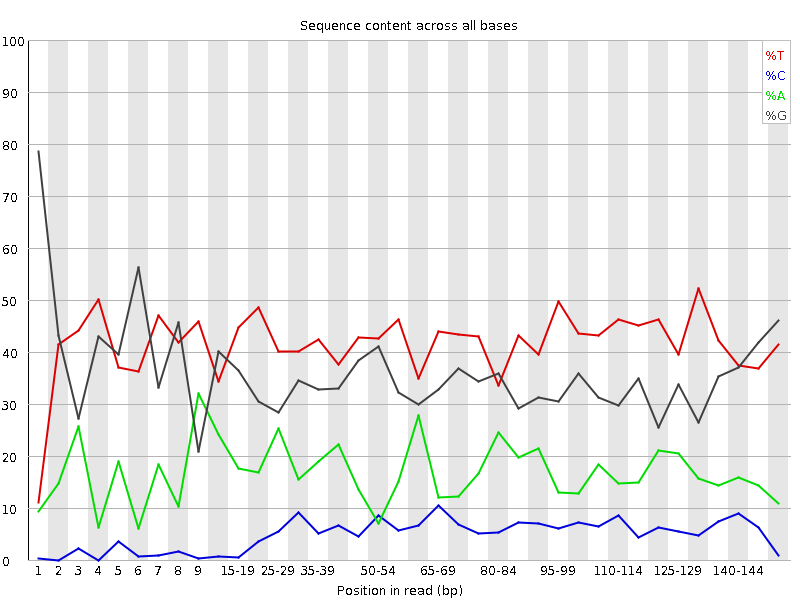 Sequence content across all bases
100
90
80
70
60
50
40
30
20
10
0
%T
%C
%A
%G
1 2 3 4 5 6 7 8 9 15-19 25-29 35-39 50-54 65-69 80-84 95-99 110-114 125-129 140-144
Position in read (bp)